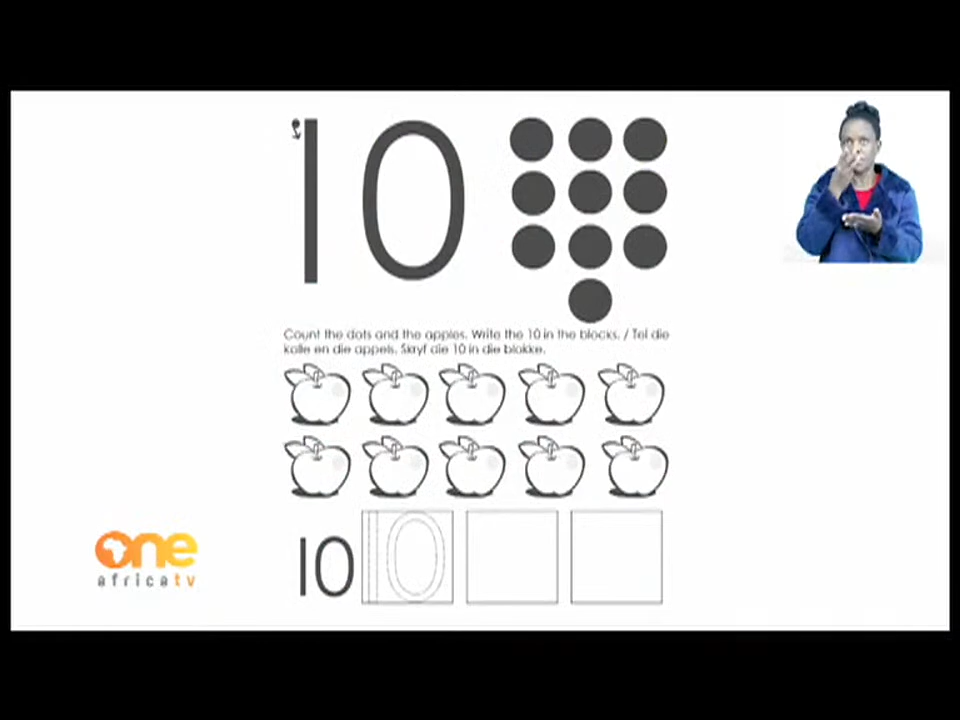 10
Count the dots and the apples. Write the 10 in the blocks. / Tel die
kolle en die appels. Skryf die 10 in die blokke.
10 10
one
africa tv